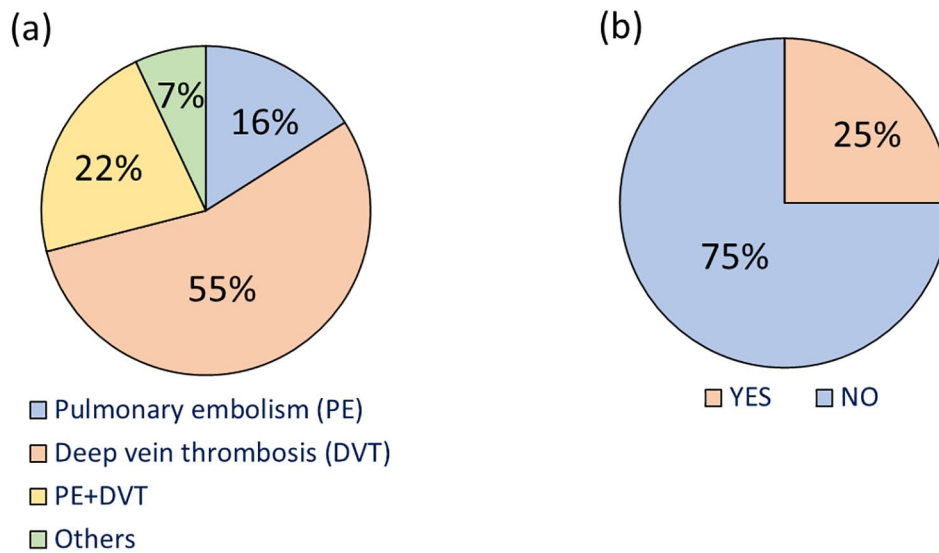 (a)
7%
16%
22%
55%
Pulmonary embolism (PE)
Deep vein thrombosis (DVT)
PE+DVT
Others
(b)
25%
75%
YES
NO